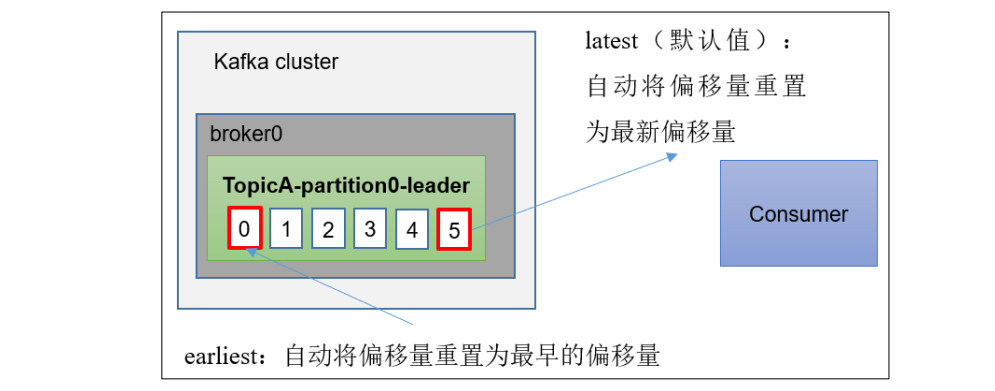 Kafka cluster
latest（默认值）：
自动将偏移量重置
为最新偏移量
broker0
TopicA-partition0-leader
0 1 2 3 4 5
Consumer
earliest：自动将偏移量重置为最早的偏移量